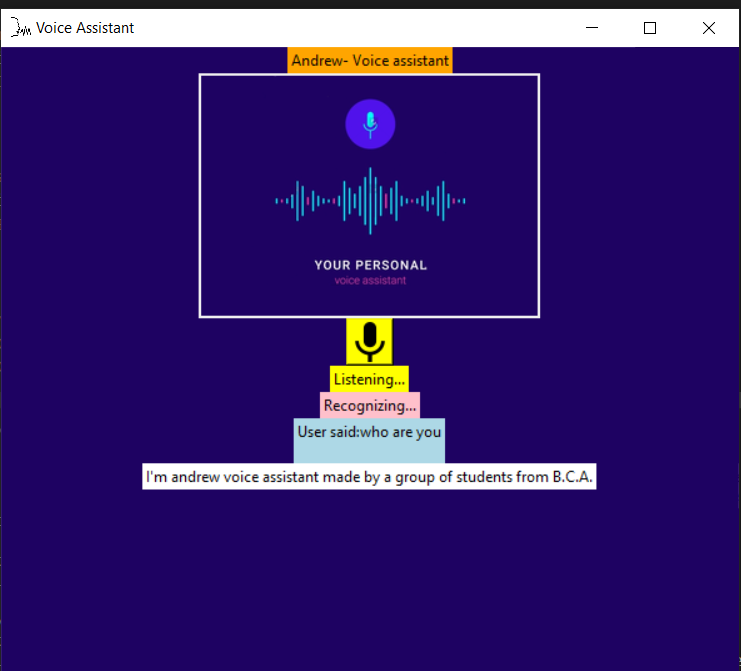 Voice Assistant
Andrew- Voice assistant
YOUR PERSONAL
voice assistant
Listening...
Recognizing...
User said:who are you
I'm andrew voice assistant made by a group of students from B.C.A.